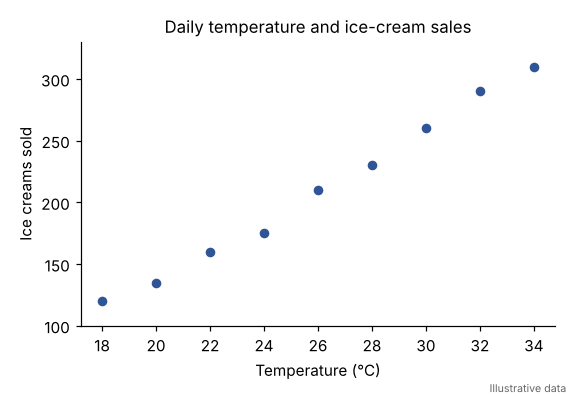 Daily temperature and ice-cream sales
Ice creams sold
300
250
200
150
100
18 20 22 24 26 28 30 32 34
Temperature (°C)
Illustrative data